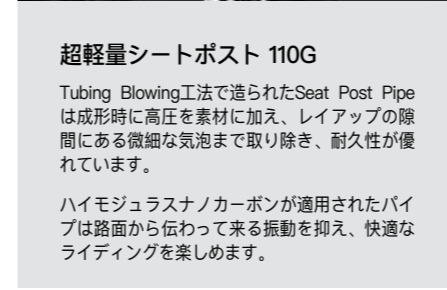 超軽量シートポスト 110G
Tubing Blowing工法で造られたSeat Post Pipe
は成形時に高圧を素材に加え、レイアップの隙
間にある微細な気泡まで取り除き、耐久性が優
れています。
ハイモジュラスナノカーボンが適用されたパイ
プは路面から伝わって来る振動を抑え、快適な
ライディングを楽しめます。